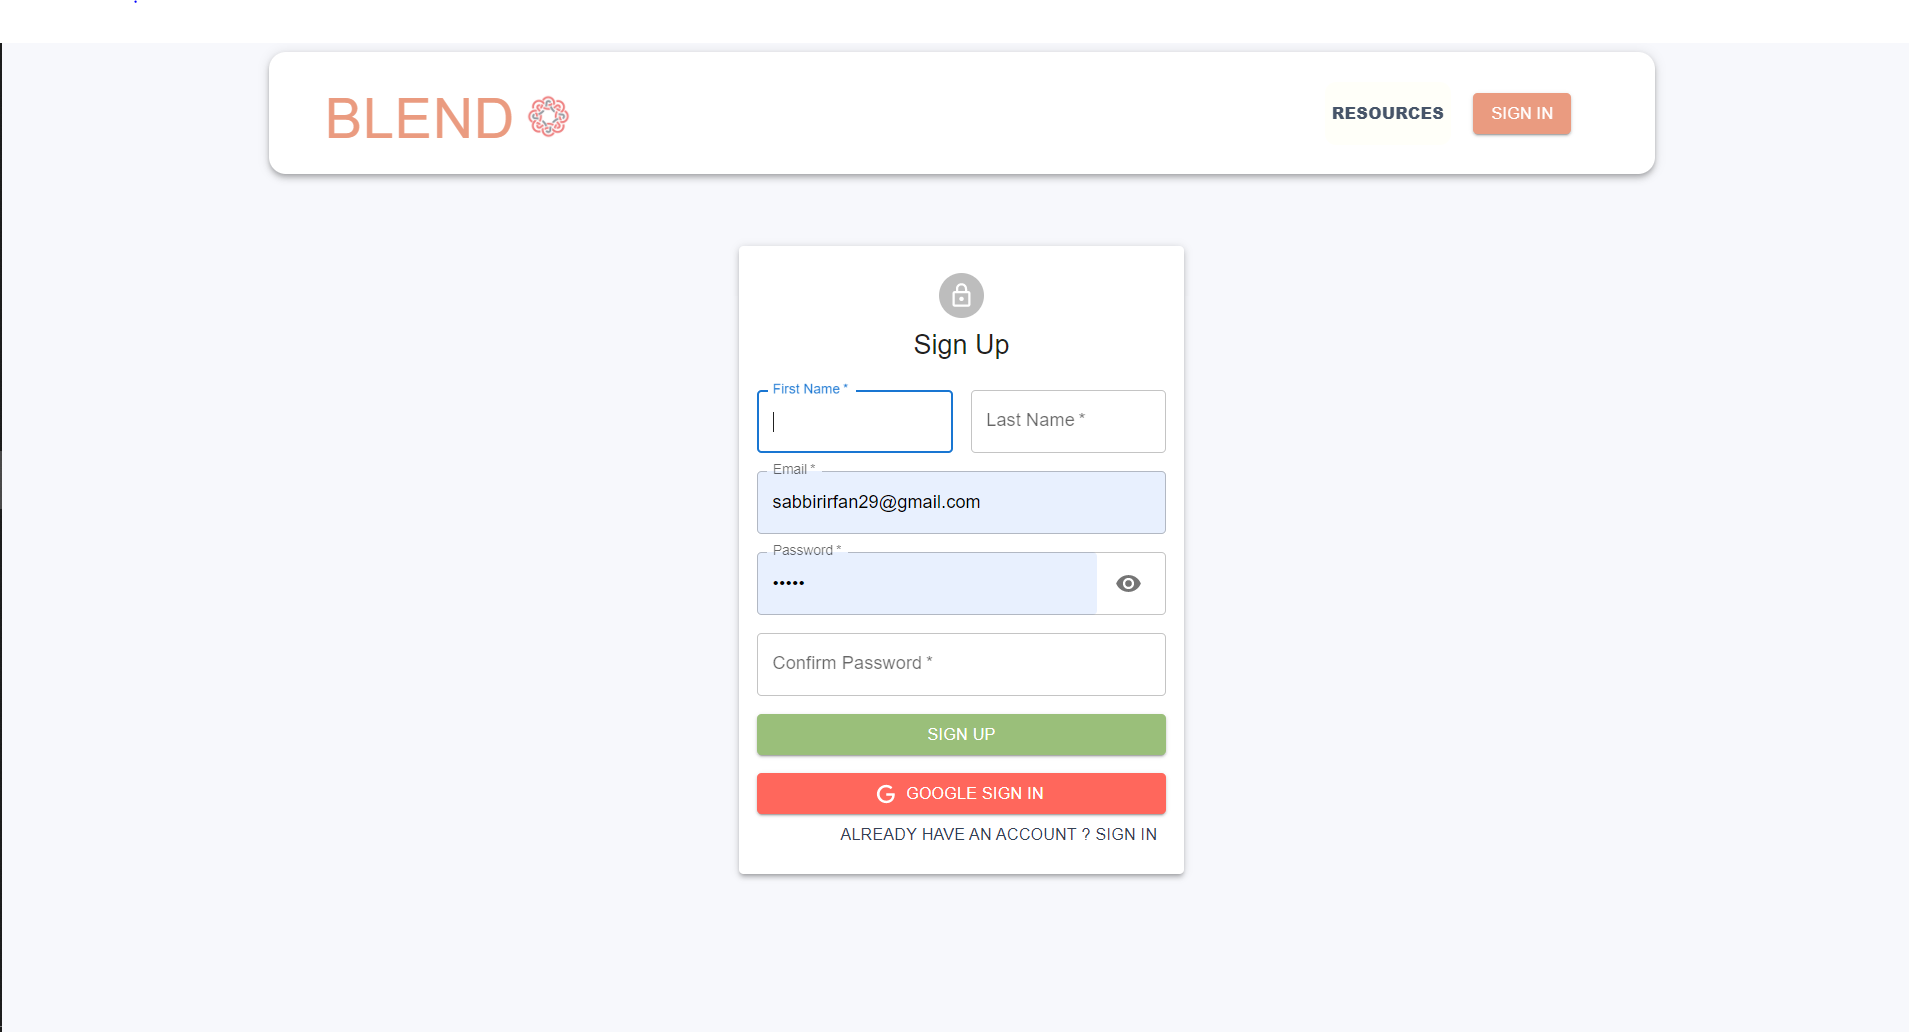 BLEND
RESOURCES
SIGN IN
Sign Up
First Name *
Last Name *
Email *
sabbirirfan29@gmail.com
Password *
•••••
Confirm Password *
SIGN UP
G GOOGLE SIGN IN
ALREADY HAVE AN ACCOUNT ? SIGN IN